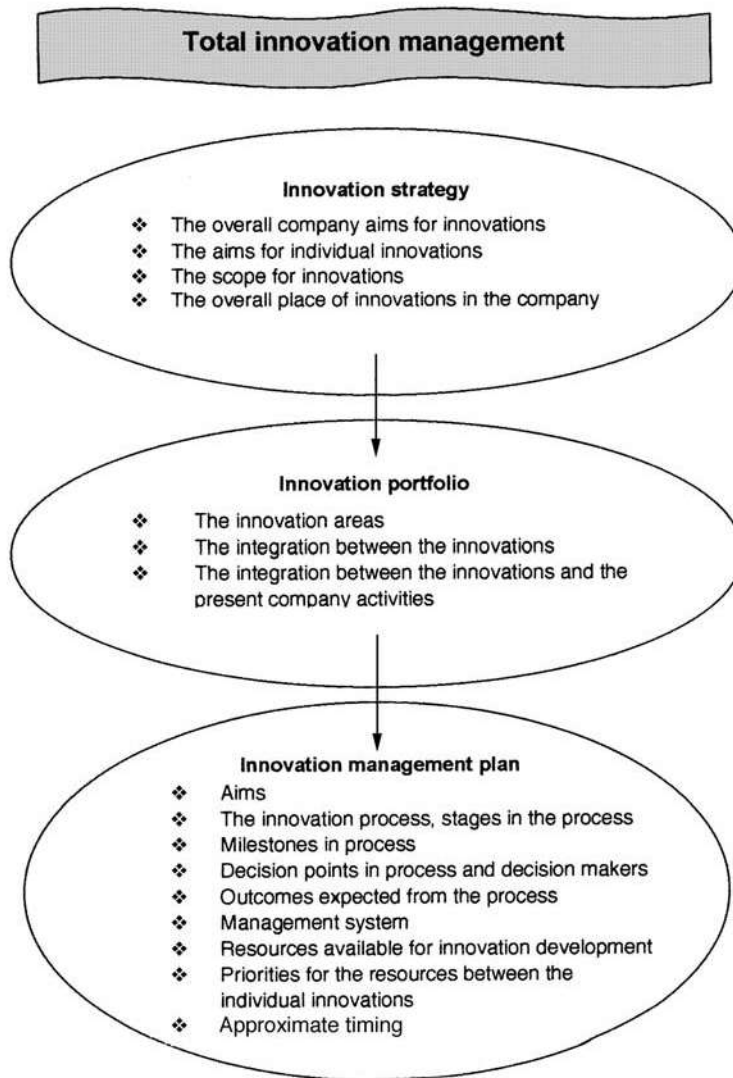 Total innovation management
Innovation strategy
❖ The overall company aims for innovations
❖ The aims for individual innovations
❖ The scope for innovations
❖ The overall place of innovations in the company
Innovation portfolio
❖ The innovation areas
❖ The integration between the innovations
❖ The integration between the innovations and the
present company activities
Innovation management plan
❖ Aims
❖ The innovation process, stages in the process
❖ Milestones in process
❖ Decision points in process and decision makers
❖ Outcomes expected from the process
❖ Management system
❖ Resources available for innovation development
❖ Priorities for the resources between the
individual innovations
❖ Approximate timing